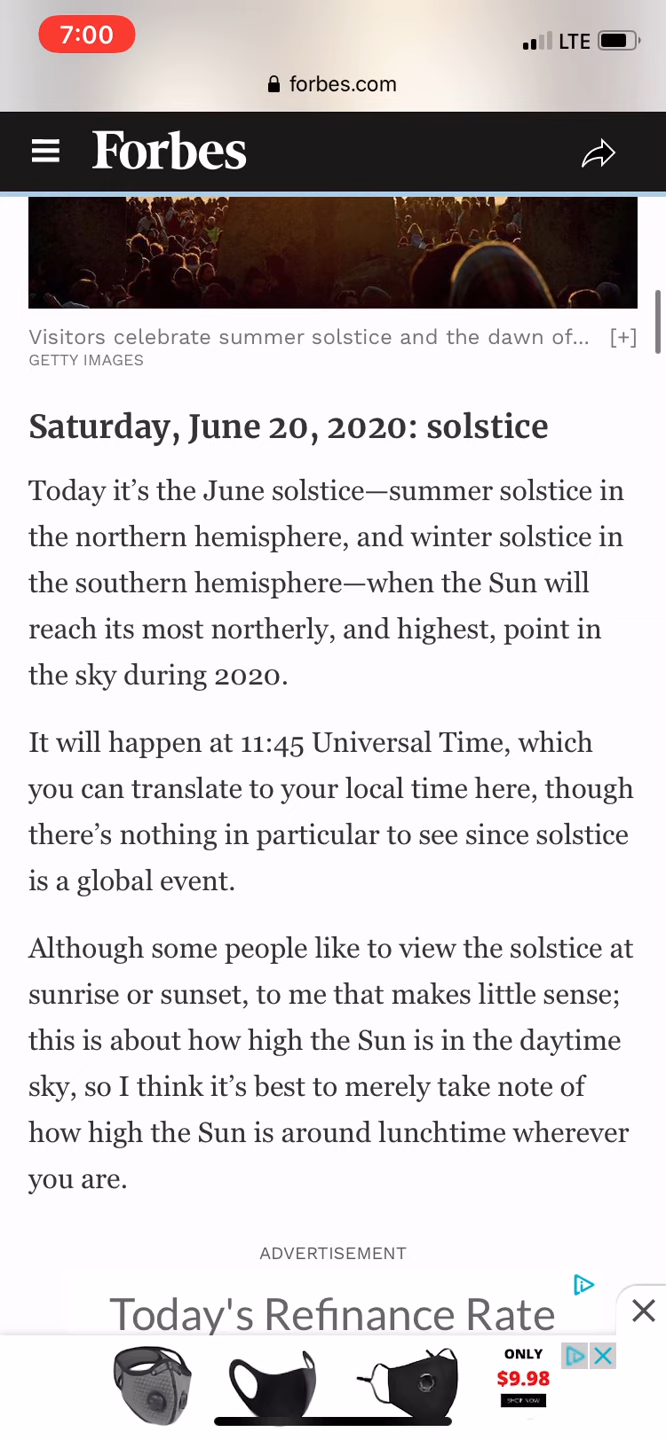 7:00
LTE
forbes.com
Forbes
Visitors celebrate summer solstice and the dawn of... [+]
GETTY IMAGES
Saturday, June 20, 2020: solstice
Today it’s the June solstice—summer solstice in
the northern hemisphere, and winter solstice in
the southern hemisphere—when the Sun will
reach its most northerly, and highest, point in
the sky during 2020.
It will happen at 11:45 Universal Time, which
you can translate to your local time here, though
there’s nothing in particular to see since solstice
is a global event.
Although some people like to view the solstice at
sunrise or sunset, to me that makes little sense;
this is about how high the Sun is in the daytime
sky, so I think it’s best to merely take note of
how high the Sun is around lunchtime wherever
you are.
ADVERTISEMENT
Today's Refinance Rate
ONLY
$9.98
SHOP NOW